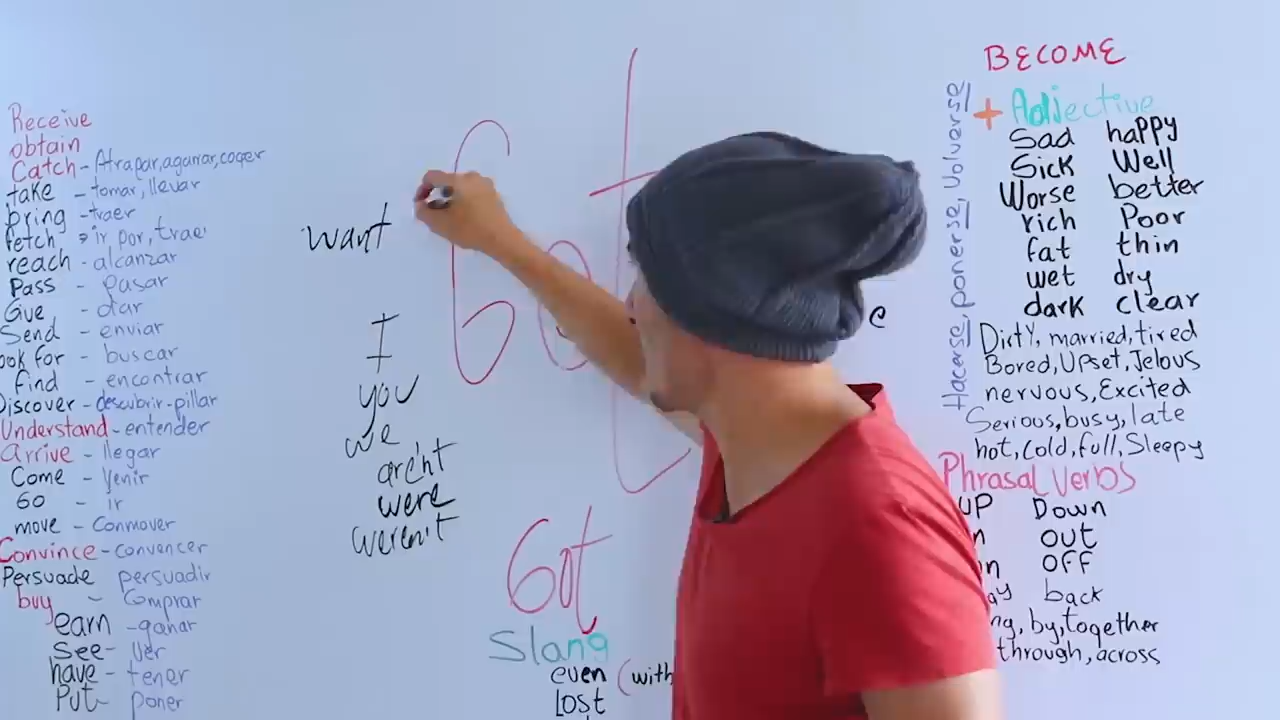 Receive
obtain
Catch - Atrapar, agarrar, coger
take - tomar, llevar
bring - traer
fetch → ir por, trae
reach - alcanzar
Pass - pasar
Give - dar
Send - enviar
ook for - buscar
find - encontrar
Discover - descubrir - pillar
Understand - entender
Arrive - llegar
Come - Venir
Go - ir
move - Conmover
Convince - convencer
Persuade persuadir
buy - Comprar
earn - ganar
See - Ver
have - tener
Put - poner
want
I
you
we
aren't
were
weren't
Got
Got
Slang
even (with
Lost
e
BECOME
+ Adjective
Hacerse, ponerse, Volverse
Sad happy
Sick Well
Worse better
rich Poor
fat thin
wet dry
dark clear
Dirty, married, tired
Bored, Upset, Jelous
nervous, Excited
Serious, busy, late
hot, Cold, full, Sleepy
Phrasal Verbs
UP Down
n out
n OFF
ay back
ng, by, together
through, across